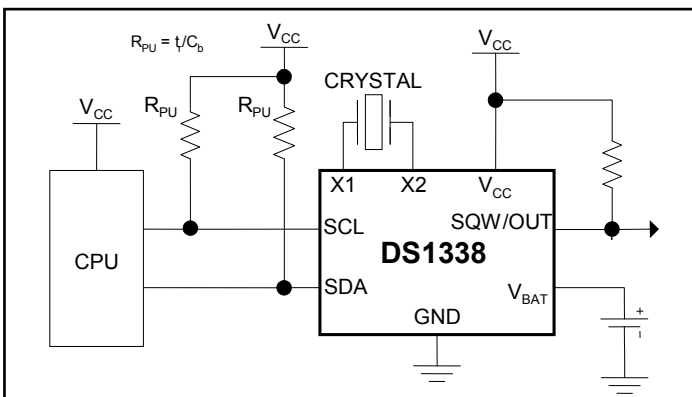 R_PU = t_r/C_b
V_CC
V_CC
CRYSTAL
V_CC
R_PU
R_PU
X1
X2
V_CC
SCL
SQW/OUT
CPU
DS1338
SDA
V_BAT
GND
+
–